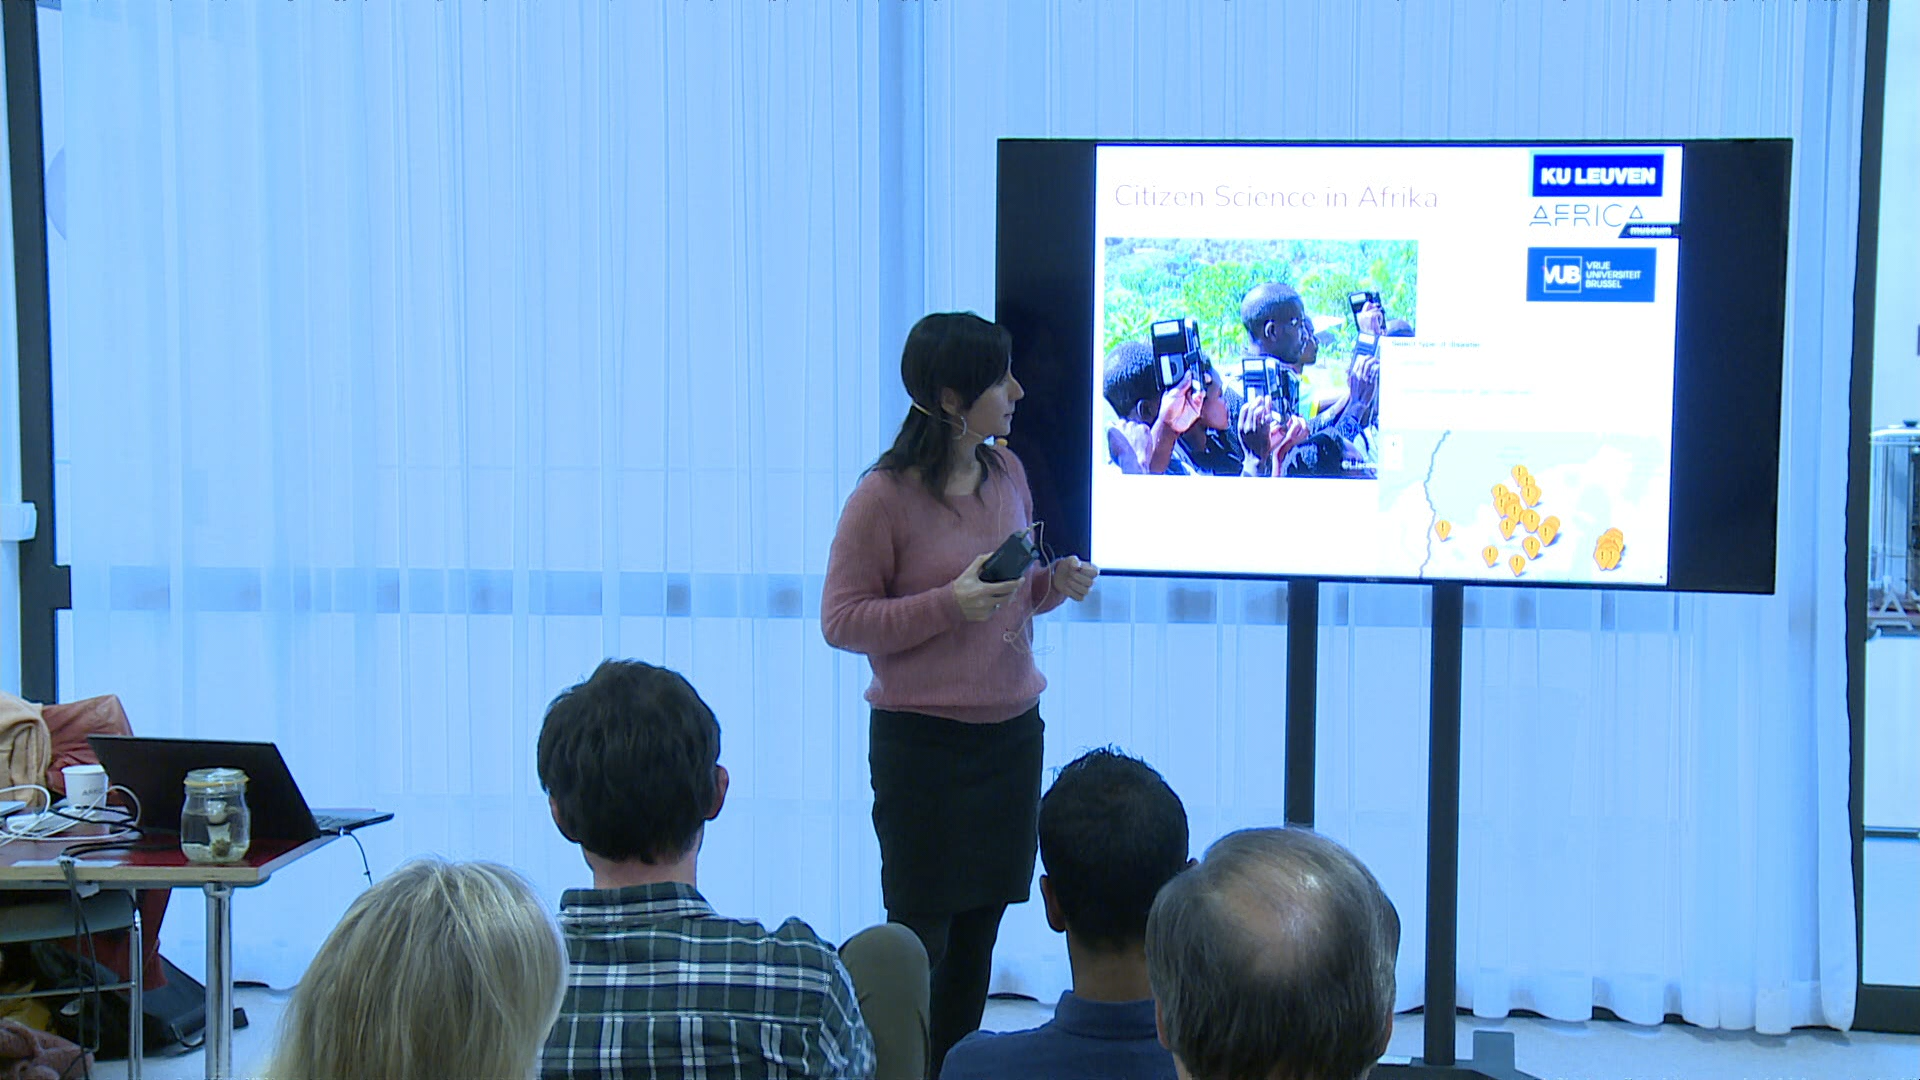 Citizen Science in Afrika
KU LEUVEN
AFRICA
museum
VUB
VRIJE
UNIVERSITEIT
BRUSSEL